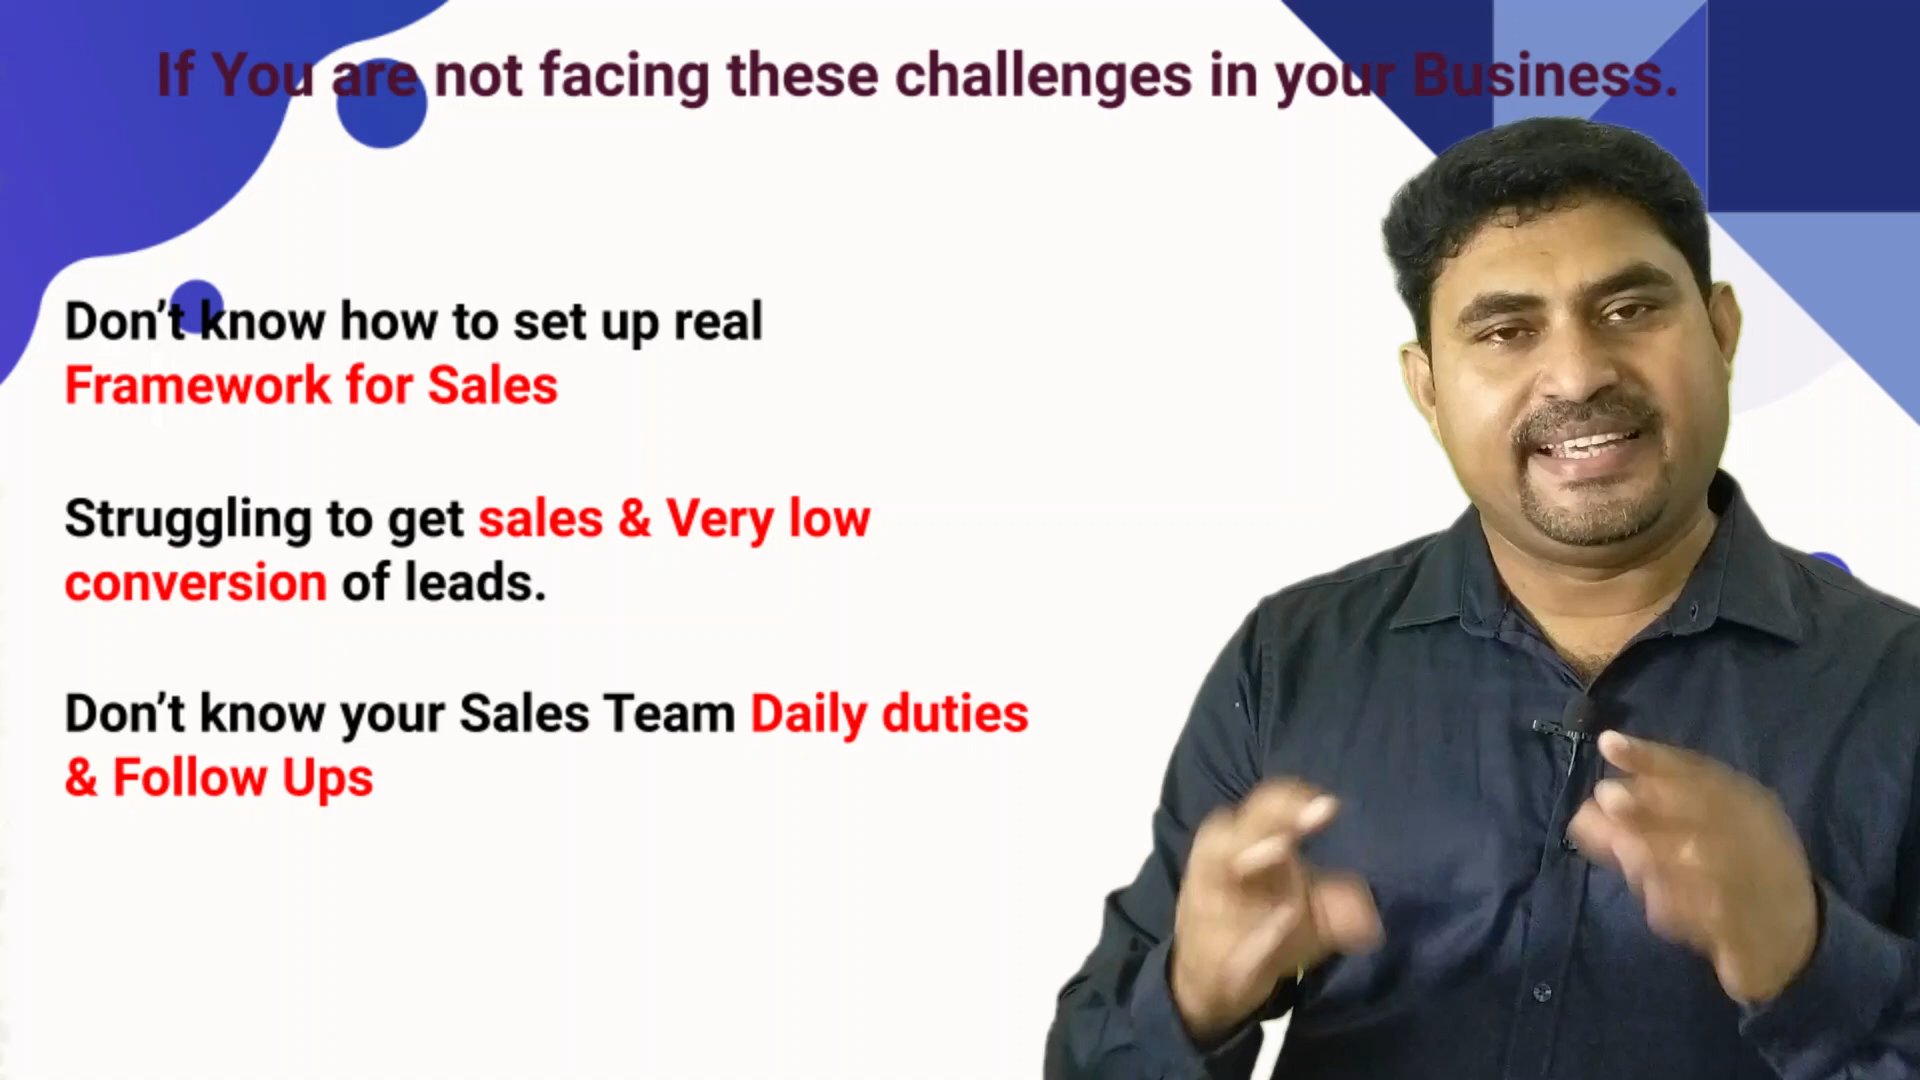 If You are not facing these challenges in your Business.
Don’t know how to set up real
Framework for Sales
Struggling to get sales & Very low
conversion of leads.
Don’t know your Sales Team Daily duties
& Follow Ups